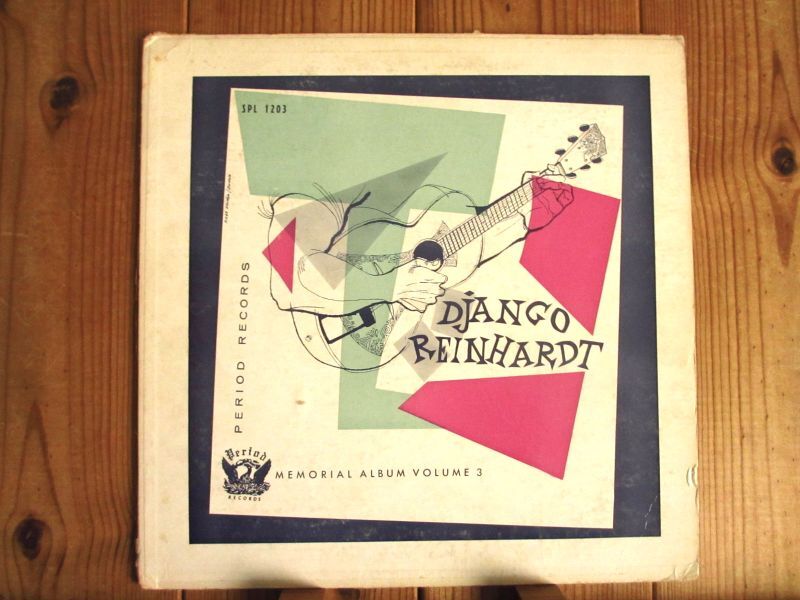 SPL 1203
PERIOD RECORDS
DJANGO
REINHARDT
Period
RECORDS
MEMORIAL ALBUM VOLUME 3